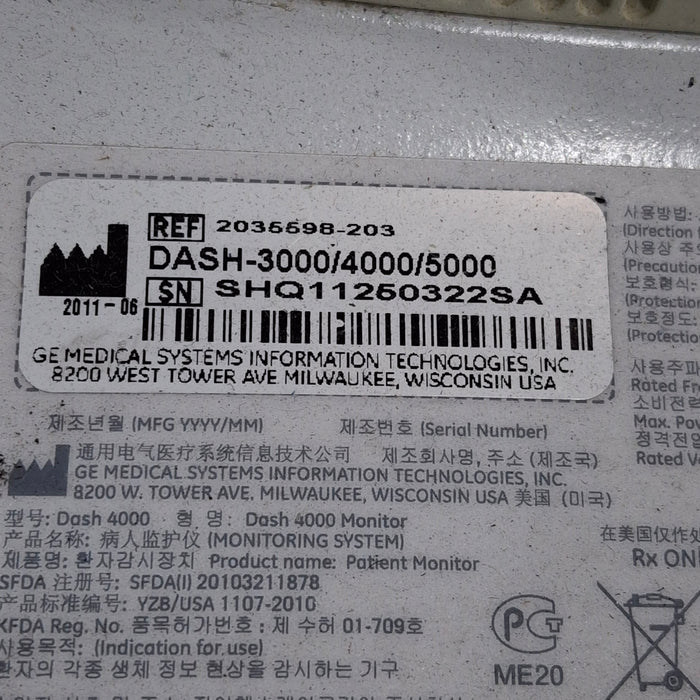 REF 2035598-203
DASH-3000/4000/5000
SN SHQ11250322SA
2011-06
GE MEDICAL SYSTEMS INFORMATION TECHNOLOGIES, INC.
8200 WEST TOWER AVE MILWAUKEE, WISCONSIN USA
제조년월 (MFG YYYY/MM) 제조번호 (Serial Number)
通用电气医疗系统信息技术公司 제조회사명, 주소 (제조국)
GE MEDICAL SYSTEMS INFORMATION TECHNOLOGIES, INC.
8200 W. TOWER AVE, MILWAUKEE, WISCONSIN USA 美国 (미국)
型号: Dash 4000 형 명: Dash 4000 Monitor
产品名称: 病人监护仪 (MONITORING SYSTEM)
제품명: 환자감시장치 Product name: Patient Monitor
SFDA 注册号: SFDA(I) 20103211878
产品标准编号: YZB/USA 1107-2010
KFDA Reg. No. 품목허가번호: 제 수허 01-709호
사용목적: (Indication for use)
환자의 각종 생체 정보 현상을 감시하는 기구
사용방법:
(Direction
사용상
(Precaution
보호형식:
(Protection
보호정도:
(Protection
사용주파
Rated
소비전력
Max.
정격전압
Rated
在美国仅作处
Rx ONLY
PCT
ME20